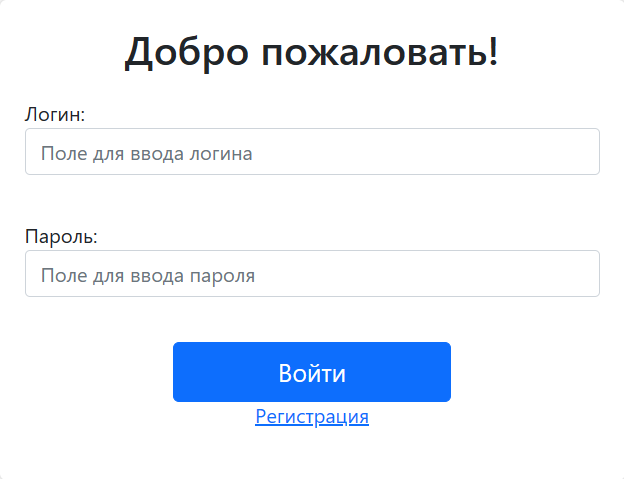 Добро пожаловать!
Логин:
Поле для ввода логина
Пароль:
Поле для ввода пароля
Войти
Регистрация